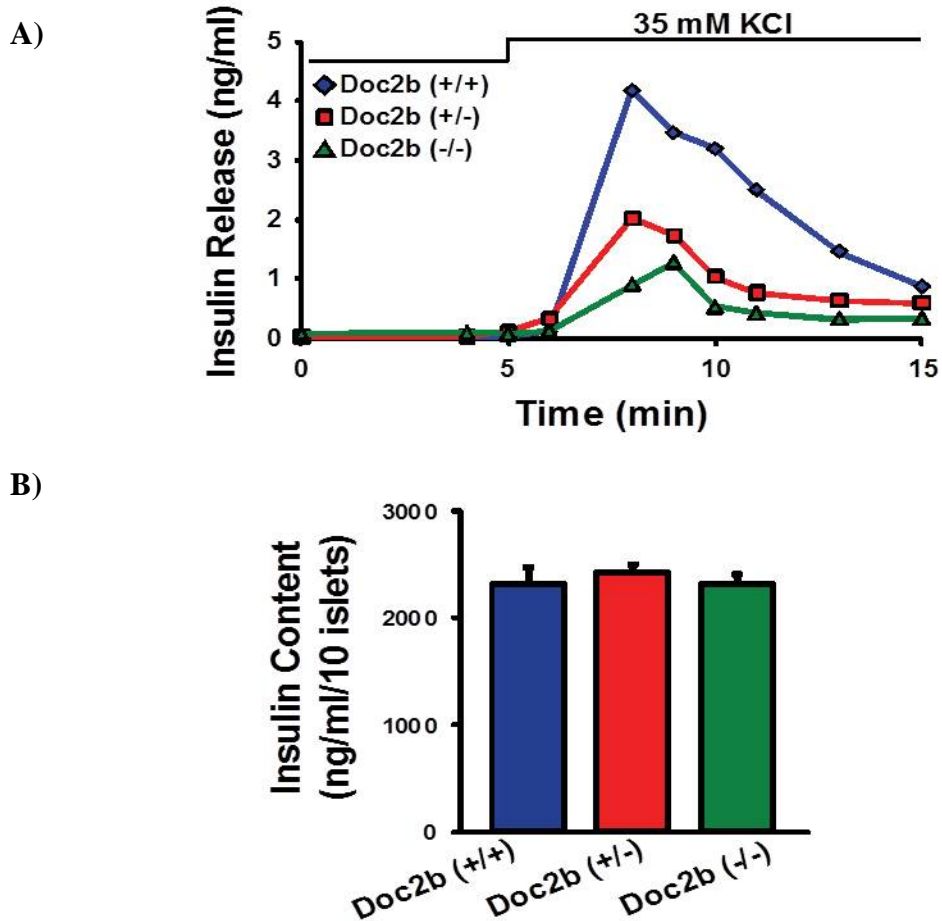 A)
35 mM KCl
Insulin Release (ng/ml)
5
4
3
2
1
0
Doc2b (+/+)
Doc2b (+/-)
Doc2b (-/-)
0
5
10
15
Time (min)
B)
Insulin Content
(ng/ml/10 islets)
3000
2000
1000
0
Doc2b (+/+)
Doc2b (+/-)
Doc2b (-/-)